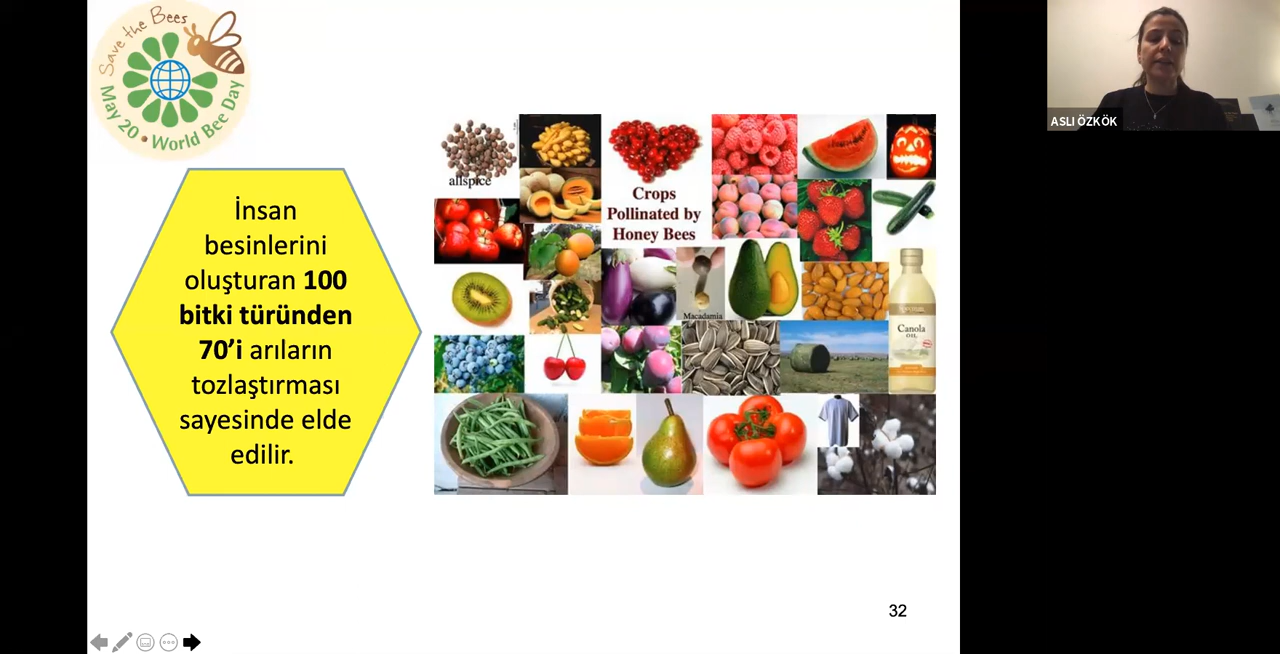 Save the Bees
May 20 • World Bee Day
İnsan
besinlerini
oluşturan 100
bitki türünden
70’i arıların
tozlaştırması
sayesinde elde
edilir.
allspice
Crops
Pollinated by
Honey Bees
Macadamia
Canola
OIL
32
ASLI ÖZKÖK